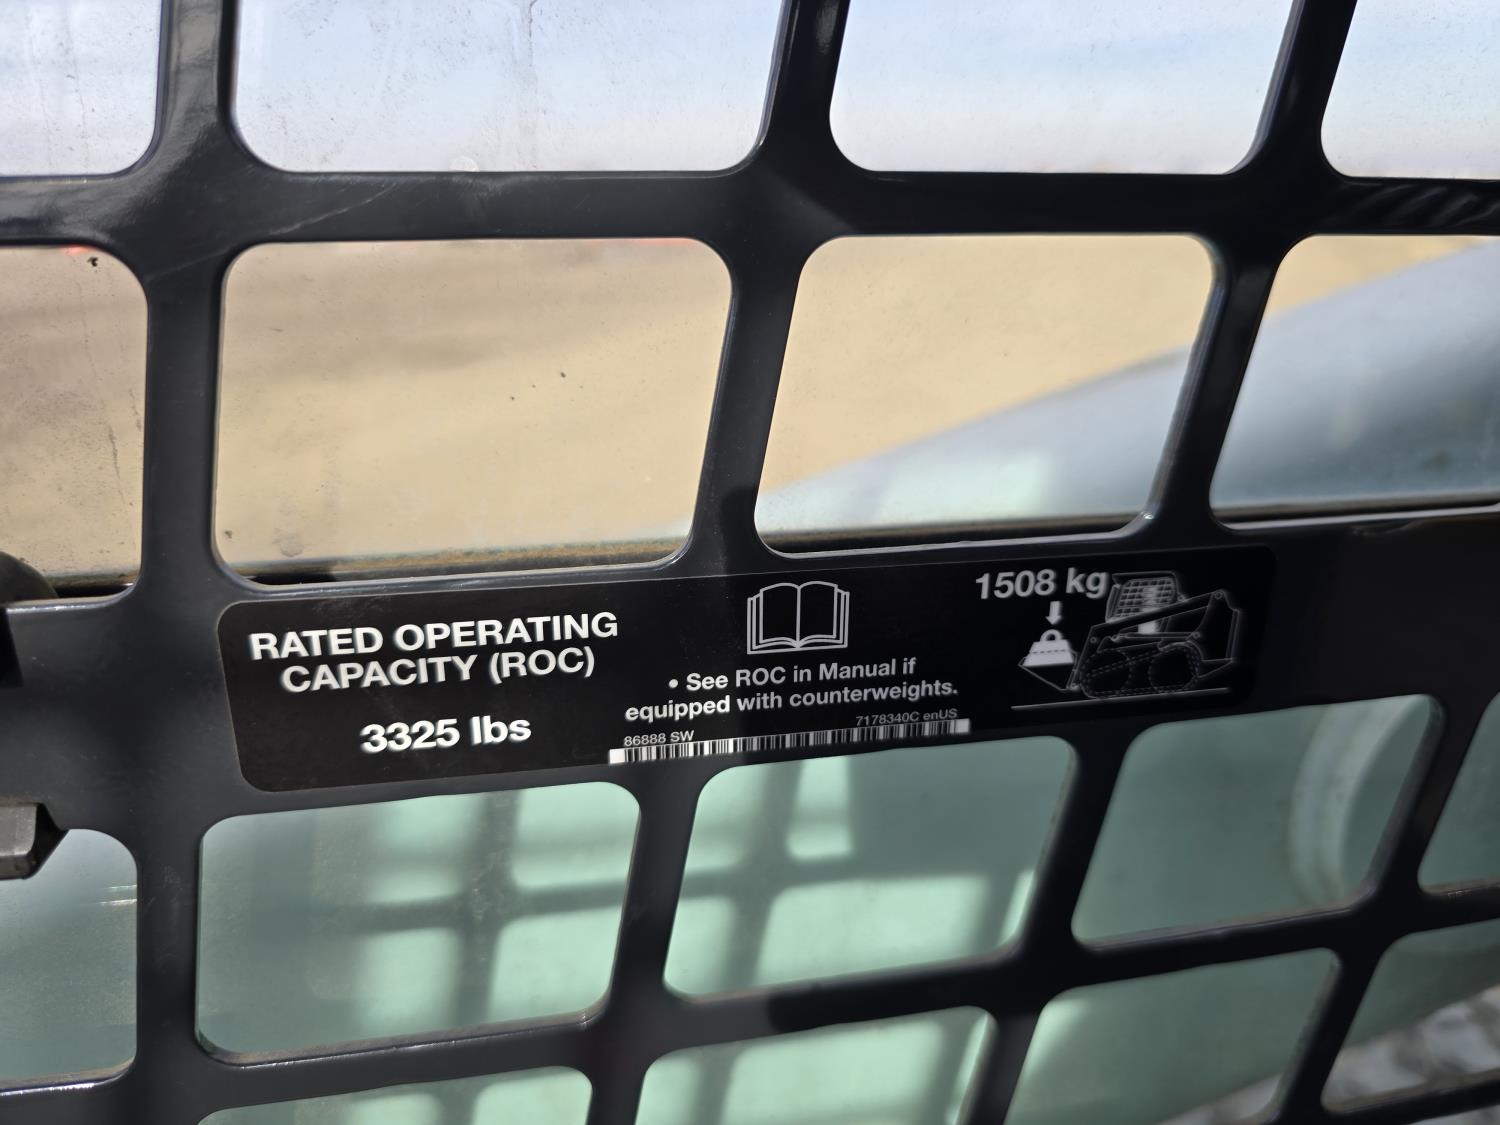 RATED OPERATING
CAPACITY (ROC)
3325 lbs
• See ROC in Manual if
equipped with counterweights.
86888 SW
7178340C enUS
1508 kg